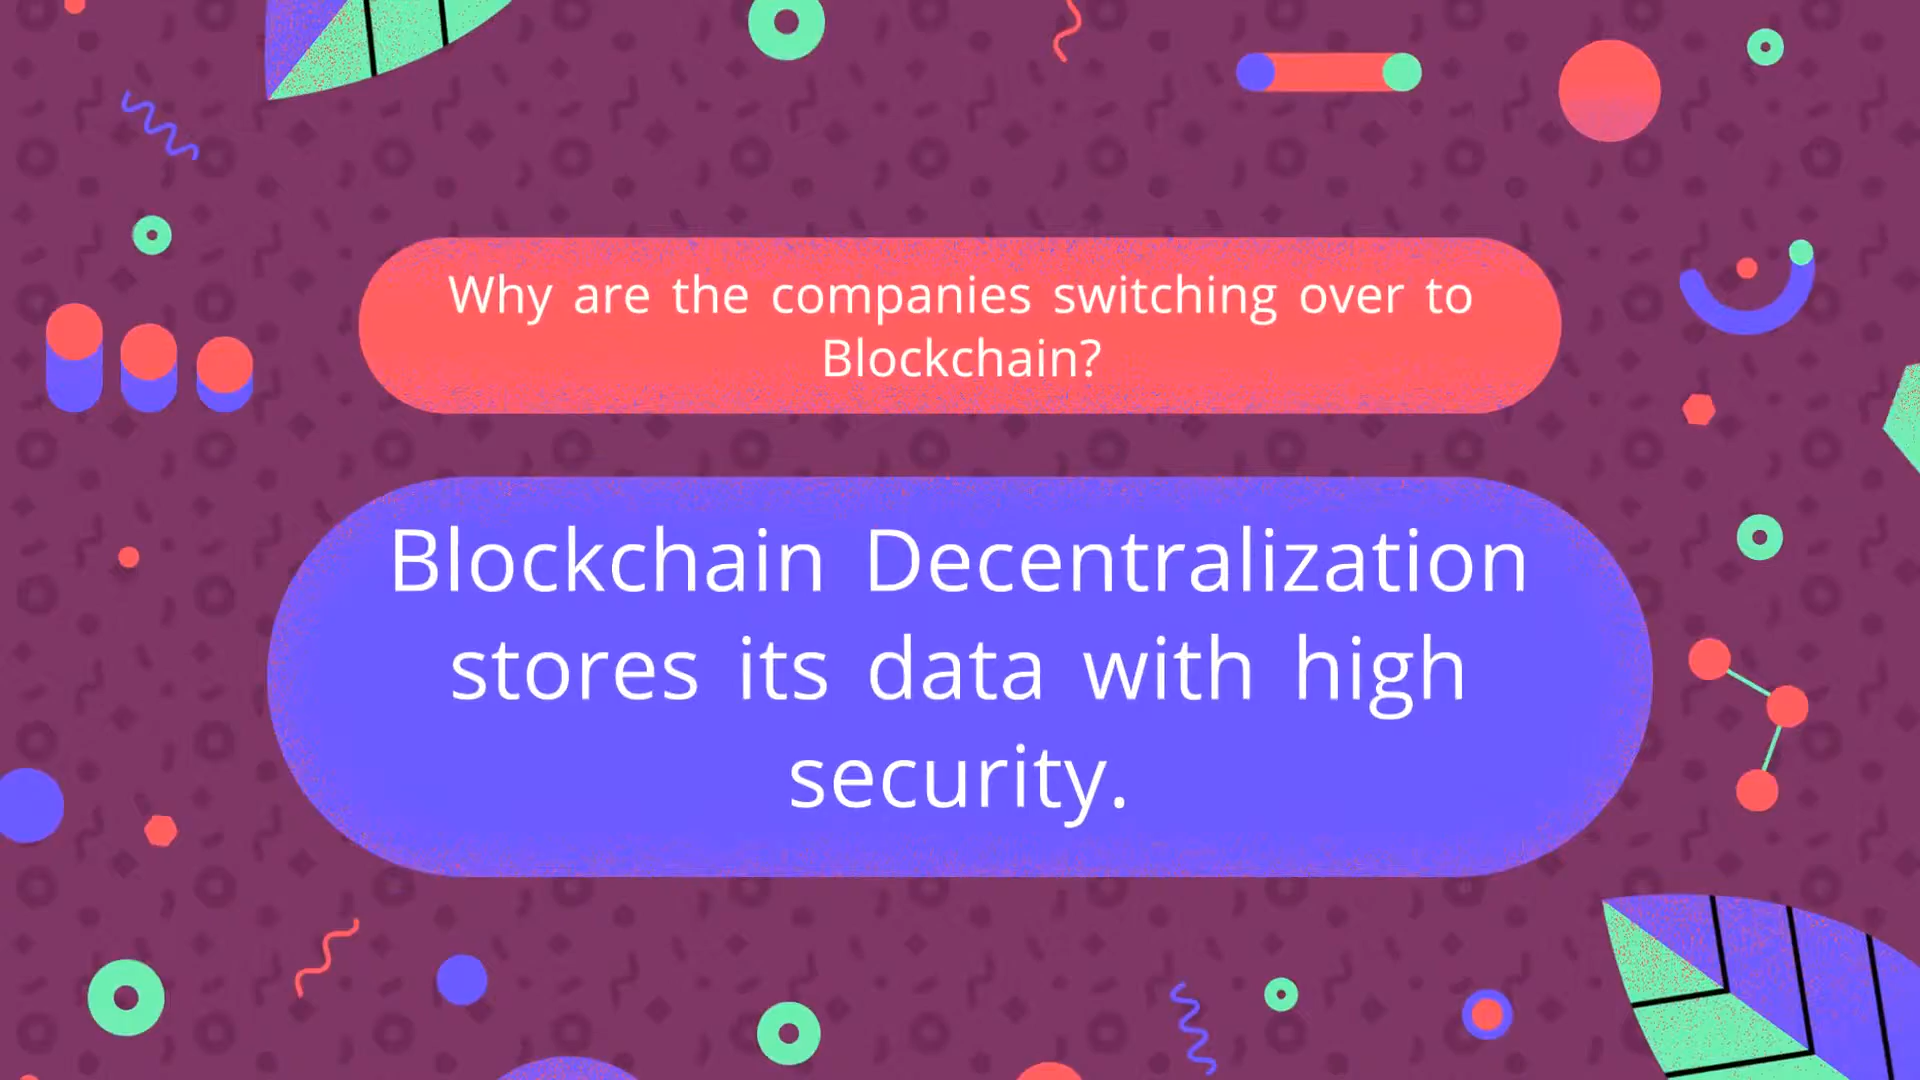 Why are the companies switching over to
Blockchain?
Blockchain Decentralization
stores its data with high
security.